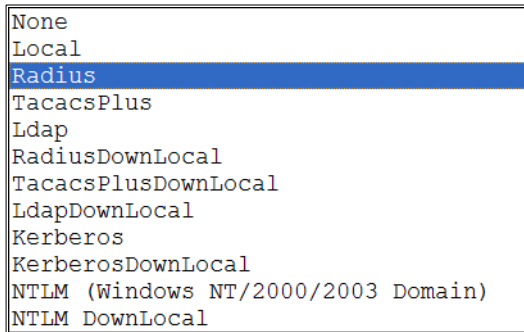 None
Local
Radius
TacacsPlus
Ldap
RadiusDownLocal
TacacsPlusDownLocal
LdapDownLocal
Kerberos
KerberosDownLocal
NTLM (Windows NT/2000/2003 Domain)
NTLM DownLocal